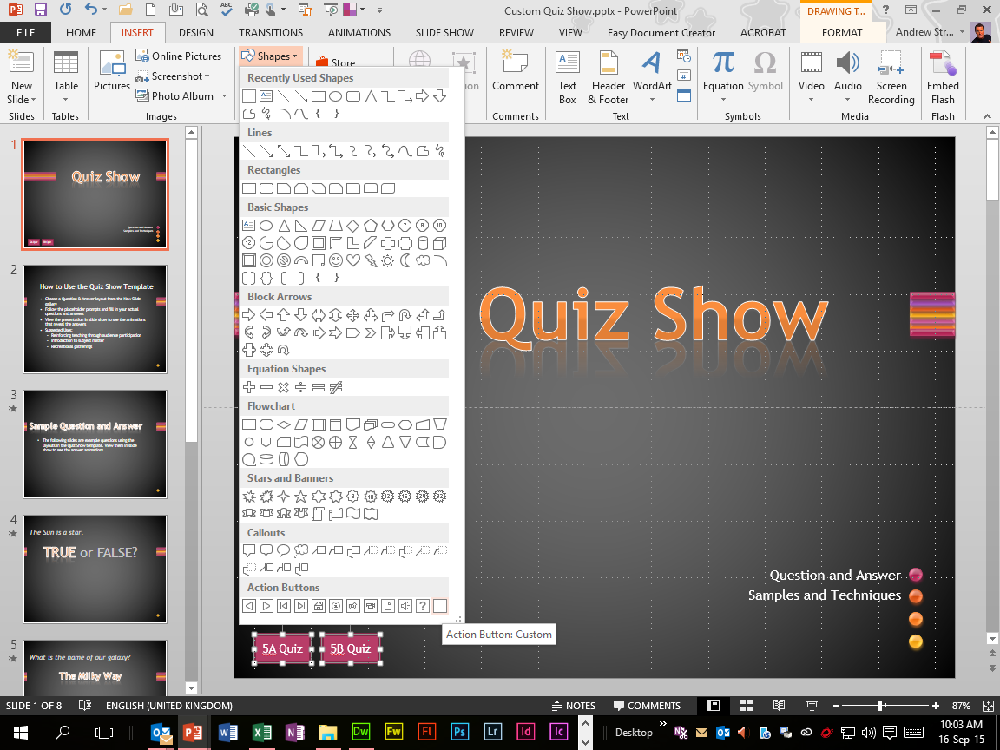 Custom Quiz Show.pptx - PowerPoint
DRAWING T...
FILE
HOME
INSERT
DESIGN
TRANSITIONS
ANIMATIONS
SLIDE SHOW
REVIEW
VIEW
Easy Document Creator
ACROBAT
FORMAT
Andrew Str...
New Slide
Table
Pictures
Online Pictures
Screenshot
Photo Album
Shapes
Store
Comment
Text Box
Header & Footer
WordArt
Equation
Symbol
Video
Audio
Screen Recording
Embed Flash
Slides
Tables
Images
Comments
Text
Symbols
Media
Flash
Recently Used Shapes
Lines
Rectangles
Basic Shapes
Block Arrows
Equation Shapes
Flowchart
Stars and Banners
Callouts
Action Buttons
Action Button: Custom
1
Quiz Show
Question and Answer
Samples and Techniques
2
How to Use the Quiz Show Template
Choose a Question & Answer layout from the New Slide gallery
Follow the placeholder prompts and fill in your actual questions and answers
View the presentation in slide show to see the animations that reveal the answers
Suggested Uses:
Reinforcing teaching through audience participation
Introduction to subject matter
Recreational gatherings
3
Sample Question and Answer
The following slides are example questions using the layouts in the Quiz Show template. View them in slide show to see the answer animations.
4
The Sun is a star.
TRUE or FALSE?
5
What is the name of our galaxy?
The Milky Way
Quiz Show
Question and Answer
Samples and Techniques
5A Quiz
5B Quiz
SLIDE 1 OF 8
ENGLISH (UNITED KINGDOM)
NOTES
COMMENTS
87%
Desktop
10:03 AM
16-Sep-15